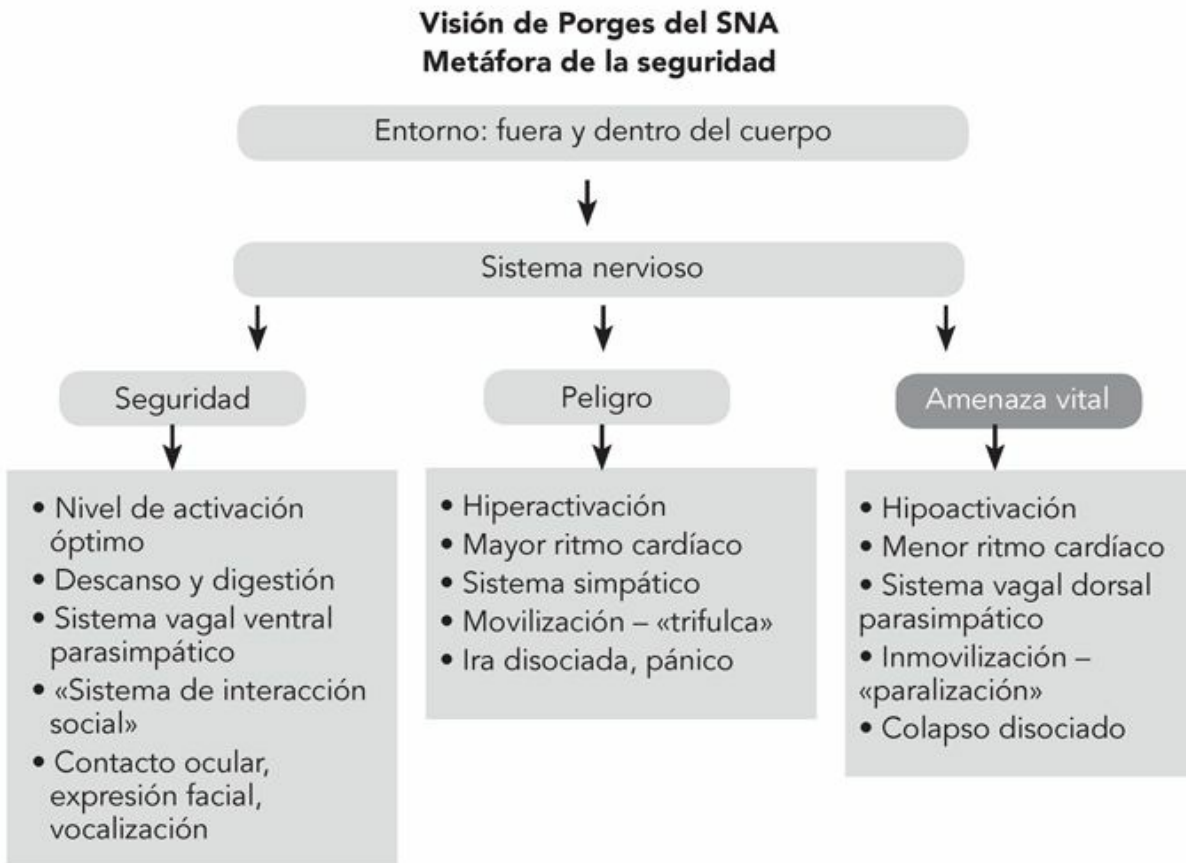 Visión de Porges del SNA
Metáfora de la seguridad
Entorno: fuera y dentro del cuerpo
Sistema nervioso
Seguridad
Peligro
Amenaza vital
• Nivel de activación
óptimo
• Descanso y digestión
• Sistema vagal ventral
parasimpático
• «Sistema de interacción
social»
• Contacto ocular,
expresión facial,
vocalización
• Hiperactivación
• Mayor ritmo cardíaco
• Sistema simpático
• Movilización – «trifulca»
• Ira disociada, pánico
• Hipoactivación
• Menor ritmo cardíaco
• Sistema vagal dorsal
parasimpático
• Inmovilización –
«paralización»
• Colapso disociado